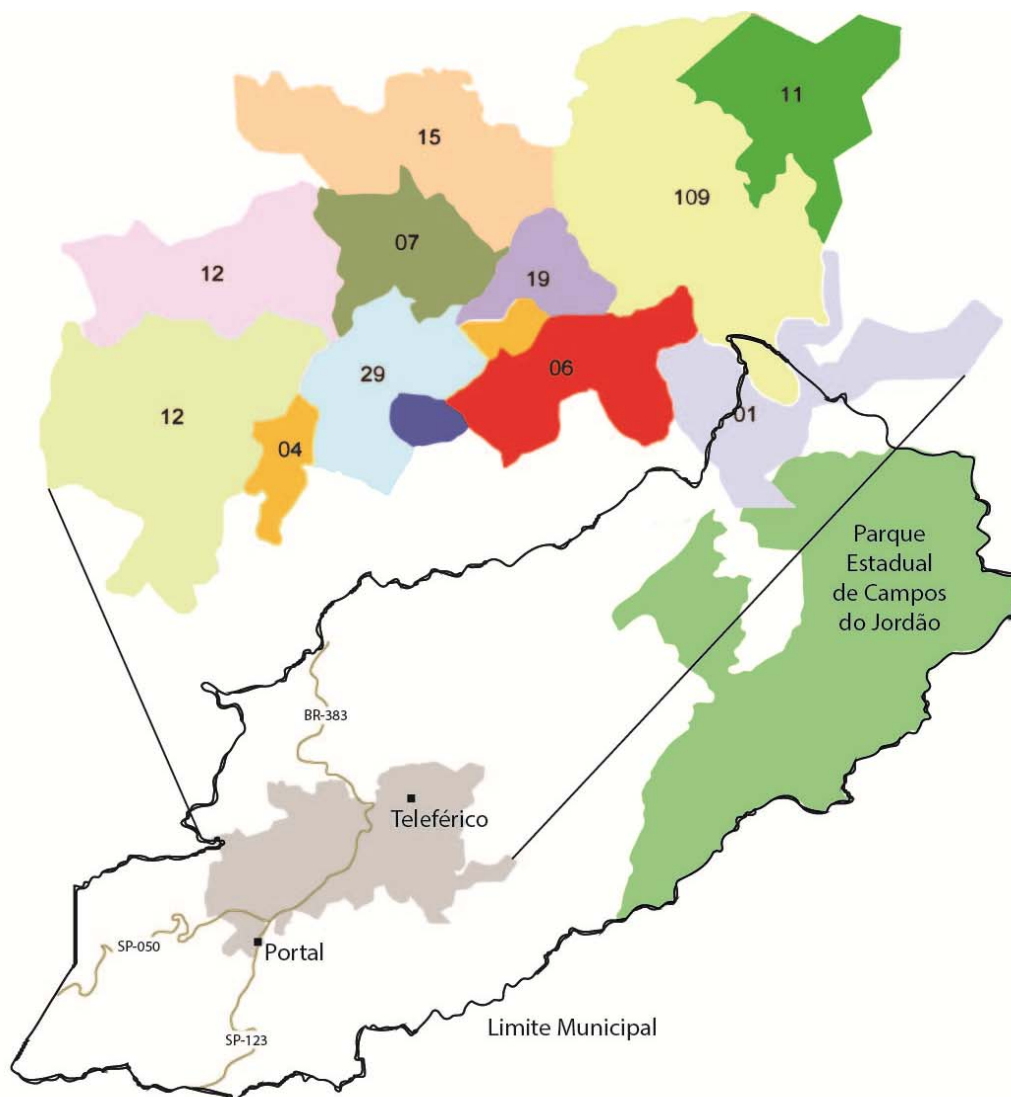 11
15
109
07
12
19
29
06
12
01
04
Parque
Estadual
de Campos
do Jordão
BR-383
Teleférico
SP-050
Portal
Limite Municipal
SP-123